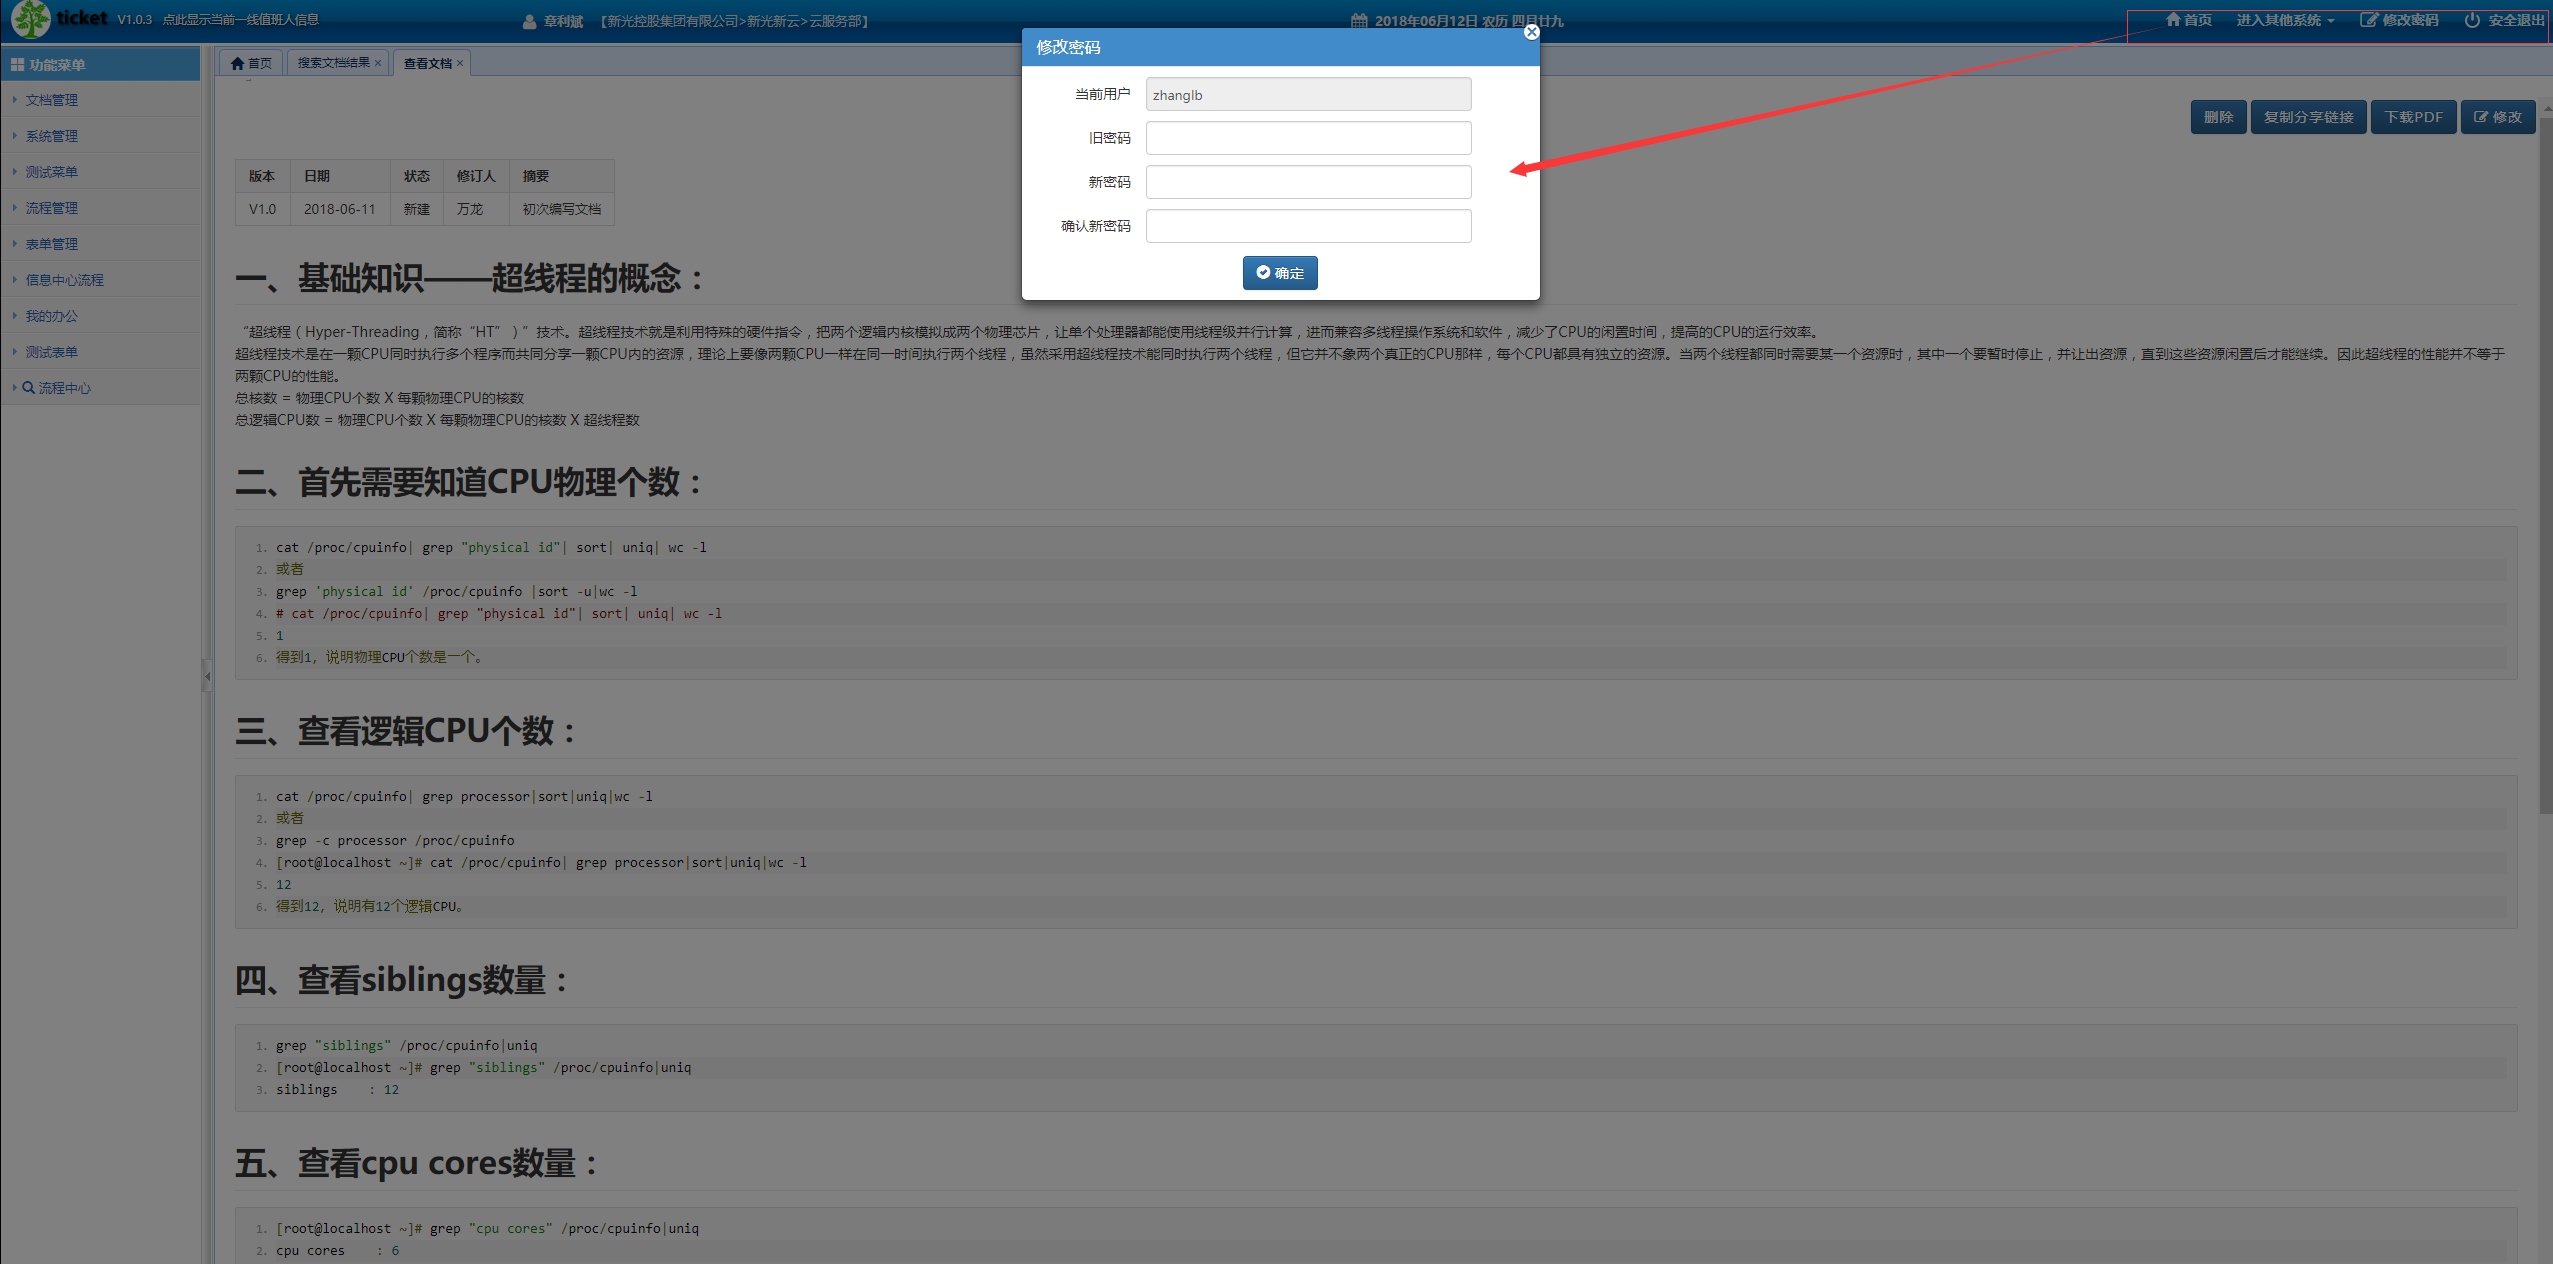 ticket V1.0.3 点此显示当前一线值班人信息 章利斌 【新光控股集团有限公司>新光新云>云服务部】 2018年06月12日 农历 四月廿九 首页 进入其他系统 修改密码 安全退出
功能菜单
文档管理
系统管理
测试菜单
流程管理
表单管理
信息中心流程
我的办公
测试表单
流程中心
首页 搜索文档结果 × 查看文档 ×
修改密码
当前用户 zhanglb
旧密码
新密码
确认新密码
确定
删除 复制分享链接 下载PDF 修改
版本 日期 状态 修订人 摘要
V1.0 2018-06-11 新建 万龙 初次编写文档
一、基础知识——超线程的概念：
“超线程（Hyper-Threading，简称“HT” ）”技术。超线程技术就是利用特殊的硬件指令，把两个逻辑内核模拟成两个物理芯片，让单个处理器都能使用线程级并行计算，进而兼容多线程操作系统和软件，减少了CPU的闲置时间，提高的CPU的运行效率。
超线程技术是在一颗CPU同时执行多个程序而共同分享一颗CPU内的资源，理论上要像两颗CPU一样在同一时间执行两个线程，虽然采用超线程技术能同时执行两个线程，但它并不象两个真正的CPU那样，每个CPU都具有独立的资源。当两个线程都同时需要某一个资源时，其中一个要暂时停止，并让出资源，直到这些资源闲置后才能继续。因此超线程的性能并不等于
两颗CPU的性能。
总核数 = 物理CPU个数 X 每颗物理CPU的核数
总逻辑CPU数 = 物理CPU个数 X 每颗物理CPU的核数 X 超线程数
二、首先需要知道CPU物理个数：
1. cat /proc/cpuinfo| grep "physical id"| sort| uniq| wc -l
2. 或者
3. grep 'physical id' /proc/cpuinfo |sort -u|wc -l
4. # cat /proc/cpuinfo| grep "physical id"| sort| uniq| wc -l
5. 1
6. 得到1, 说明物理CPU个数是一个。
三、查看逻辑CPU个数：
1. cat /proc/cpuinfo| grep processor|sort|uniq|wc -l
2. 或者
3. grep -c processor /proc/cpuinfo
4. [root@localhost ~]# cat /proc/cpuinfo| grep processor|sort|uniq|wc -l
5. 12
6. 得到12, 说明有12个逻辑CPU。
四、查看siblings数量：
1. grep "siblings" /proc/cpuinfo|uniq
2. [root@localhost ~]# grep "siblings" /proc/cpuinfo|uniq
3. siblings : 12
五、查看cpu cores数量：
1. [root@localhost ~]# grep "cpu cores" /proc/cpuinfo|uniq
2. cpu cores : 6